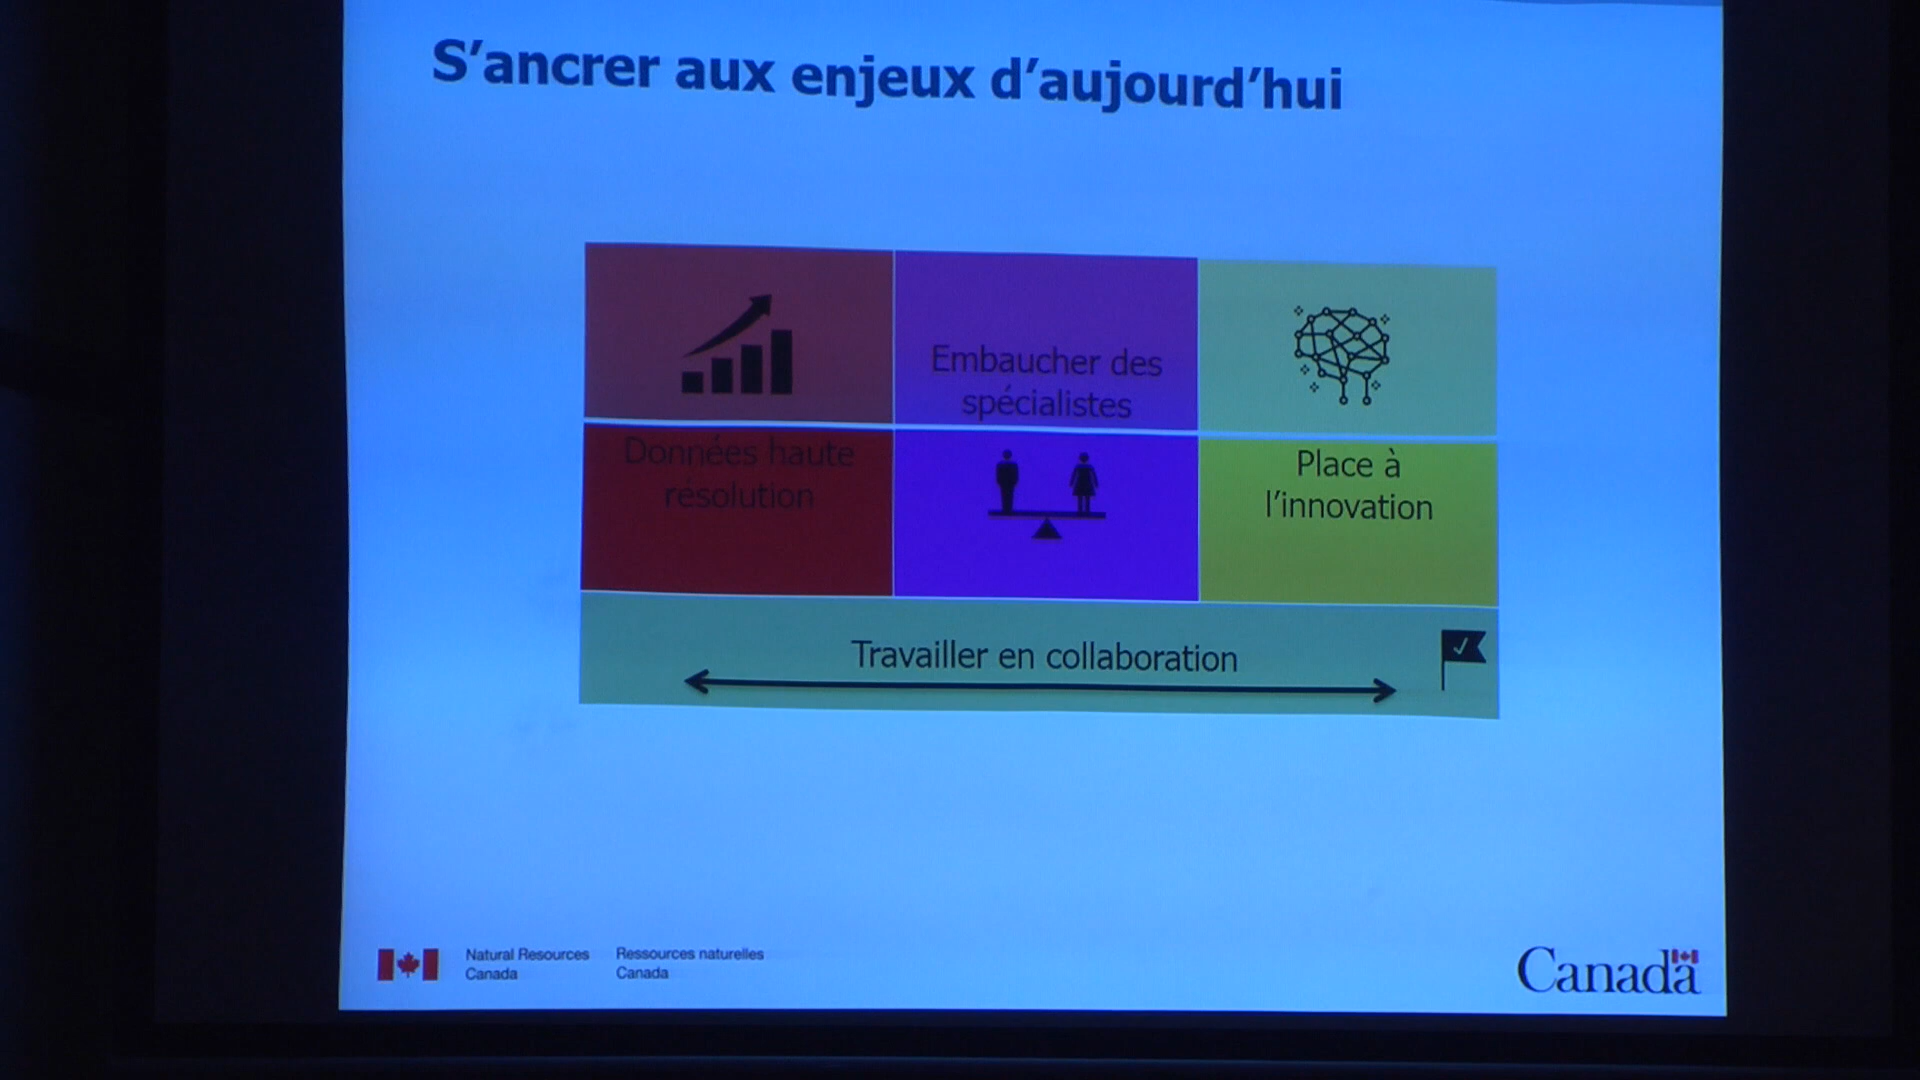 S'ancrer aux enjeux d'aujourd'hui
Embaucher des
spécialistes
Données haute
résolution
Place à
l'innovation
Travailler en collaboration
Natural Resources
Canada
Ressources naturelles
Canada
Canada